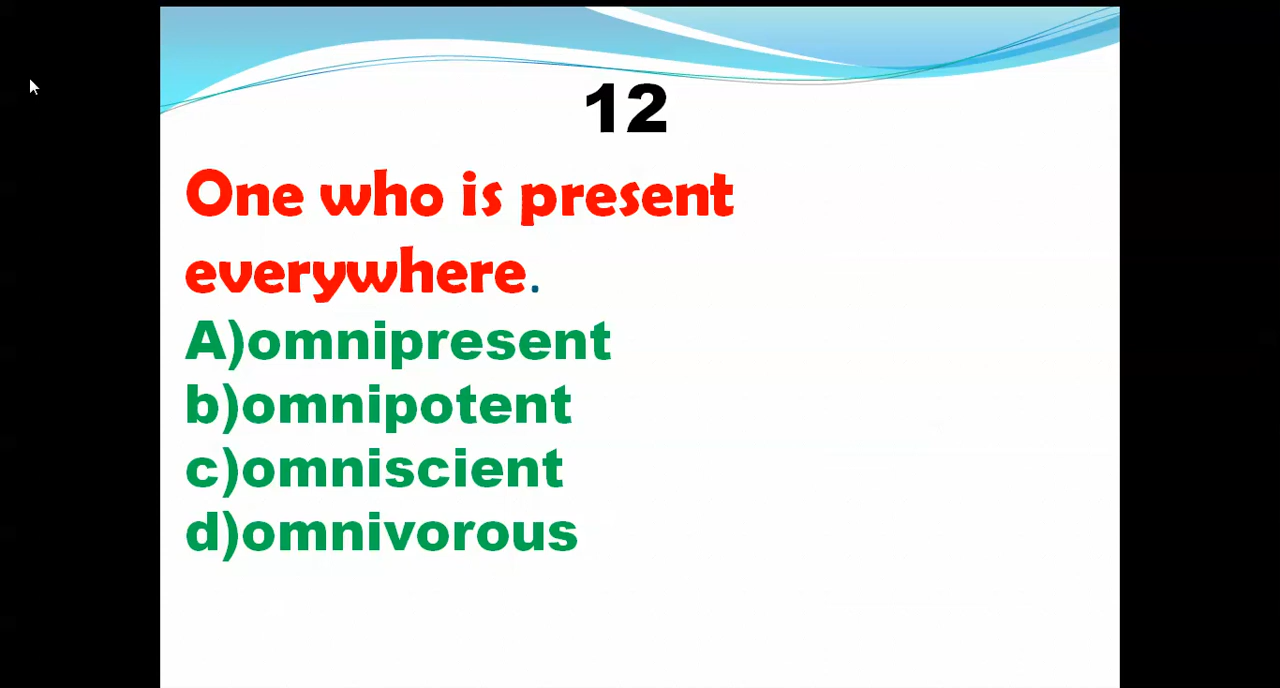 12
One who is present
everywhere.
A)omnipresent
b)omnipotent
c)omniscient
d)omnivorous